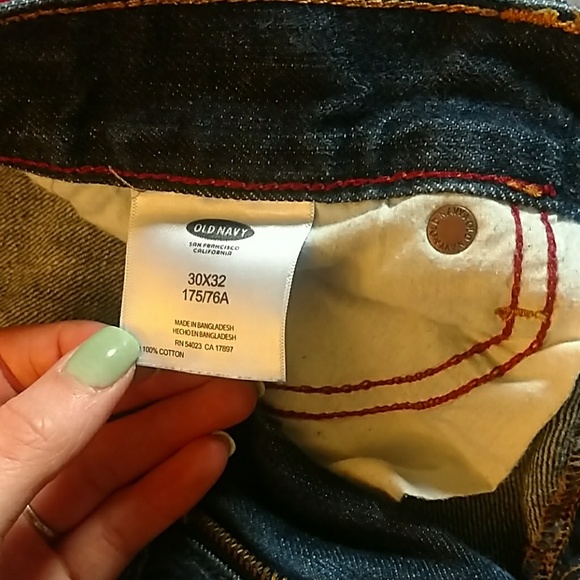 OLD NAVY
SAN FRANCISCO
CALIFORNIA
30X32
175/76A
MADE IN BANGLADESH
HECHO EN BANGLADESH
RN 54023 CA 17897
100% COTTON